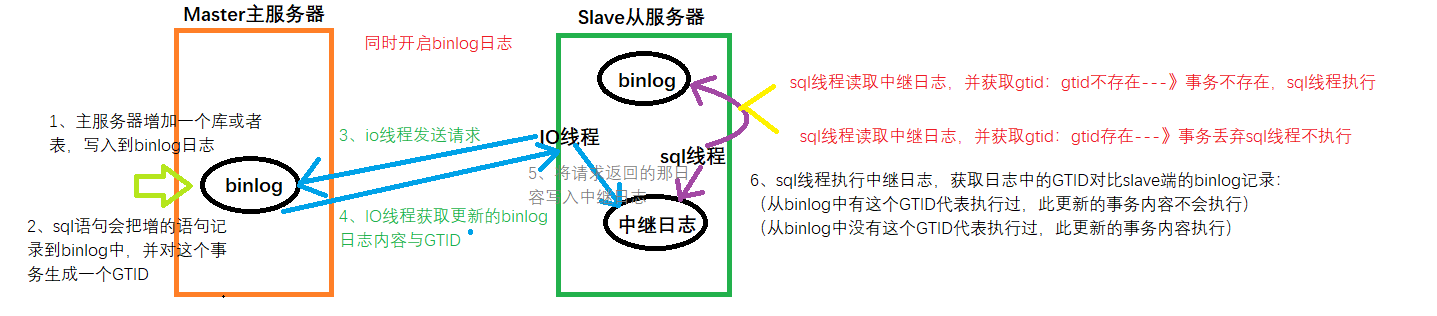 Master主服务器
Slave从服务器
同时开启binlog日志
binlog
sql线程读取中继日志，并获取gtid：gtid不存在---》事务不存在，sql线程执行
1、主服务器增加一个库或者
表，写入到binlog日志
3、io线程发送请求
IO线程
sql线程读取中继日志，并获取gtid：gtid存在---》事务丢弃sql线程不执行
sql线程
binlog
5、将请求返回的那日
容写入中继日志
6、sql线程执行中继日志，获取日志中的GTID对比slave端的binlog记录：
（从binlog中有这个GTID代表执行过，此更新的事务内容不会执行）
（从binlog中没有这个GTID代表执行过，此更新的事务内容执行）
2、sql语句会把增的语句记
录到binlog中，并对这个事
务生成一个GTID
4、IO线程获取更新的binlog
日志内容与GTID
中继日志